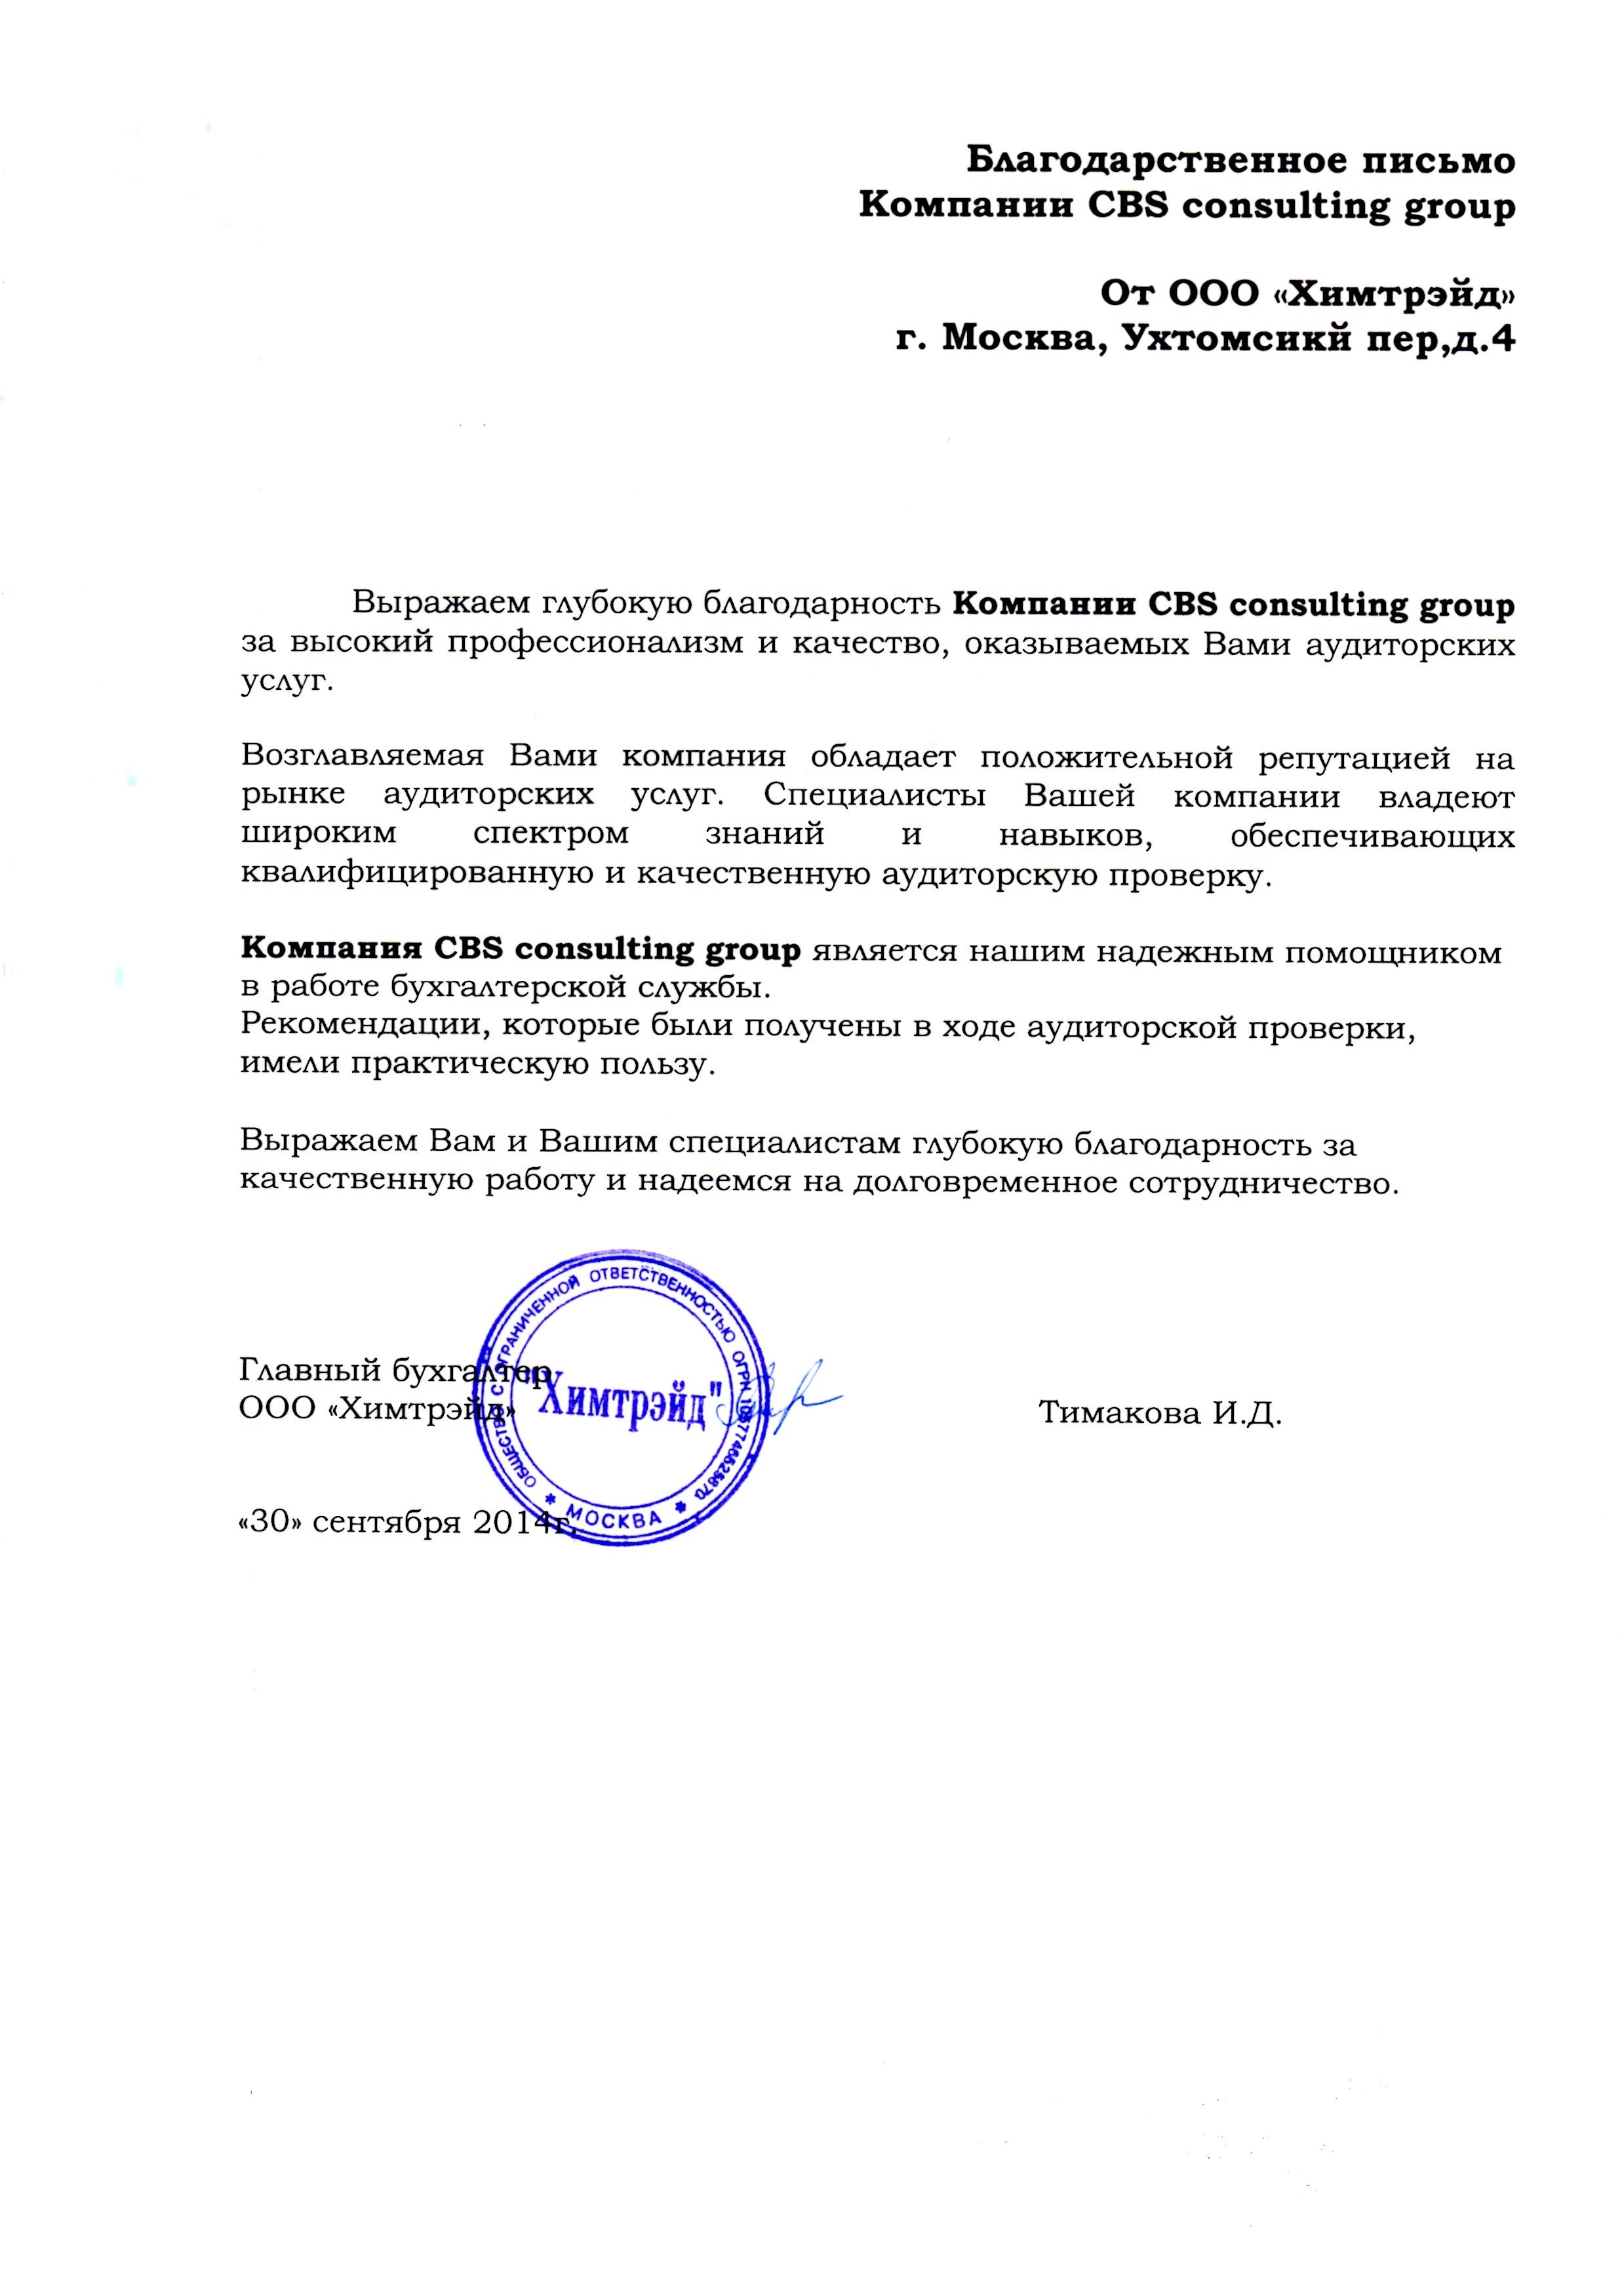 Благодарственное письмо
Компании CBS consulting group
От ООО «Химтрэйд»
г. Москва, Ухтомсикй пер,д.4
Выражаем глубокую благодарность Компании CBS consulting group
за высокий профессионализм и качество, оказываемых Вами аудиторских
услуг.
Возглавляемая Вами компания обладает положительной репутацией на
рынке аудиторских услуг. Специалисты Вашей компании владеют
широким спектром знаний и навыков, обеспечивающих
квалифицированную и качественную аудиторскую проверку.
Компания CBS consulting group является нашим надежным помощником
в работе бухгалтерской службы.
Рекомендации, которые были получены в ходе аудиторской проверки,
имели практическую пользу.
Выражаем Вам и Вашим специалистам глубокую благодарность за
качественную работу и надеемся на долговременное сотрудничество.
Главный бухгалтер
ООО «Химтрэйд»
Тимакова И.Д.
ОБЩЕСТВО С ОГРАНИЧЕННОЙ ОТВЕТСТВЕННОСТЬЮ ОГРН
"Химтрэйд"
* МОСКВА *
«30» сентября 2014г.